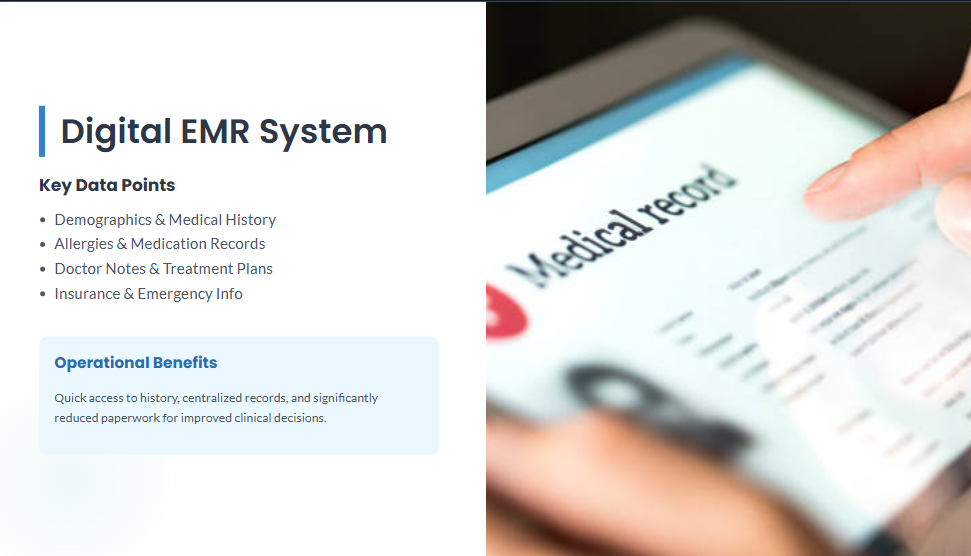 Digital EMR System
Key Data Points
• Demographics & Medical History
• Allergies & Medication Records
• Doctor Notes & Treatment Plans
• Insurance & Emergency Info
Operational Benefits
Quick access to history, centralized records, and significantly
reduced paperwork for improved clinical decisions.
Medical record